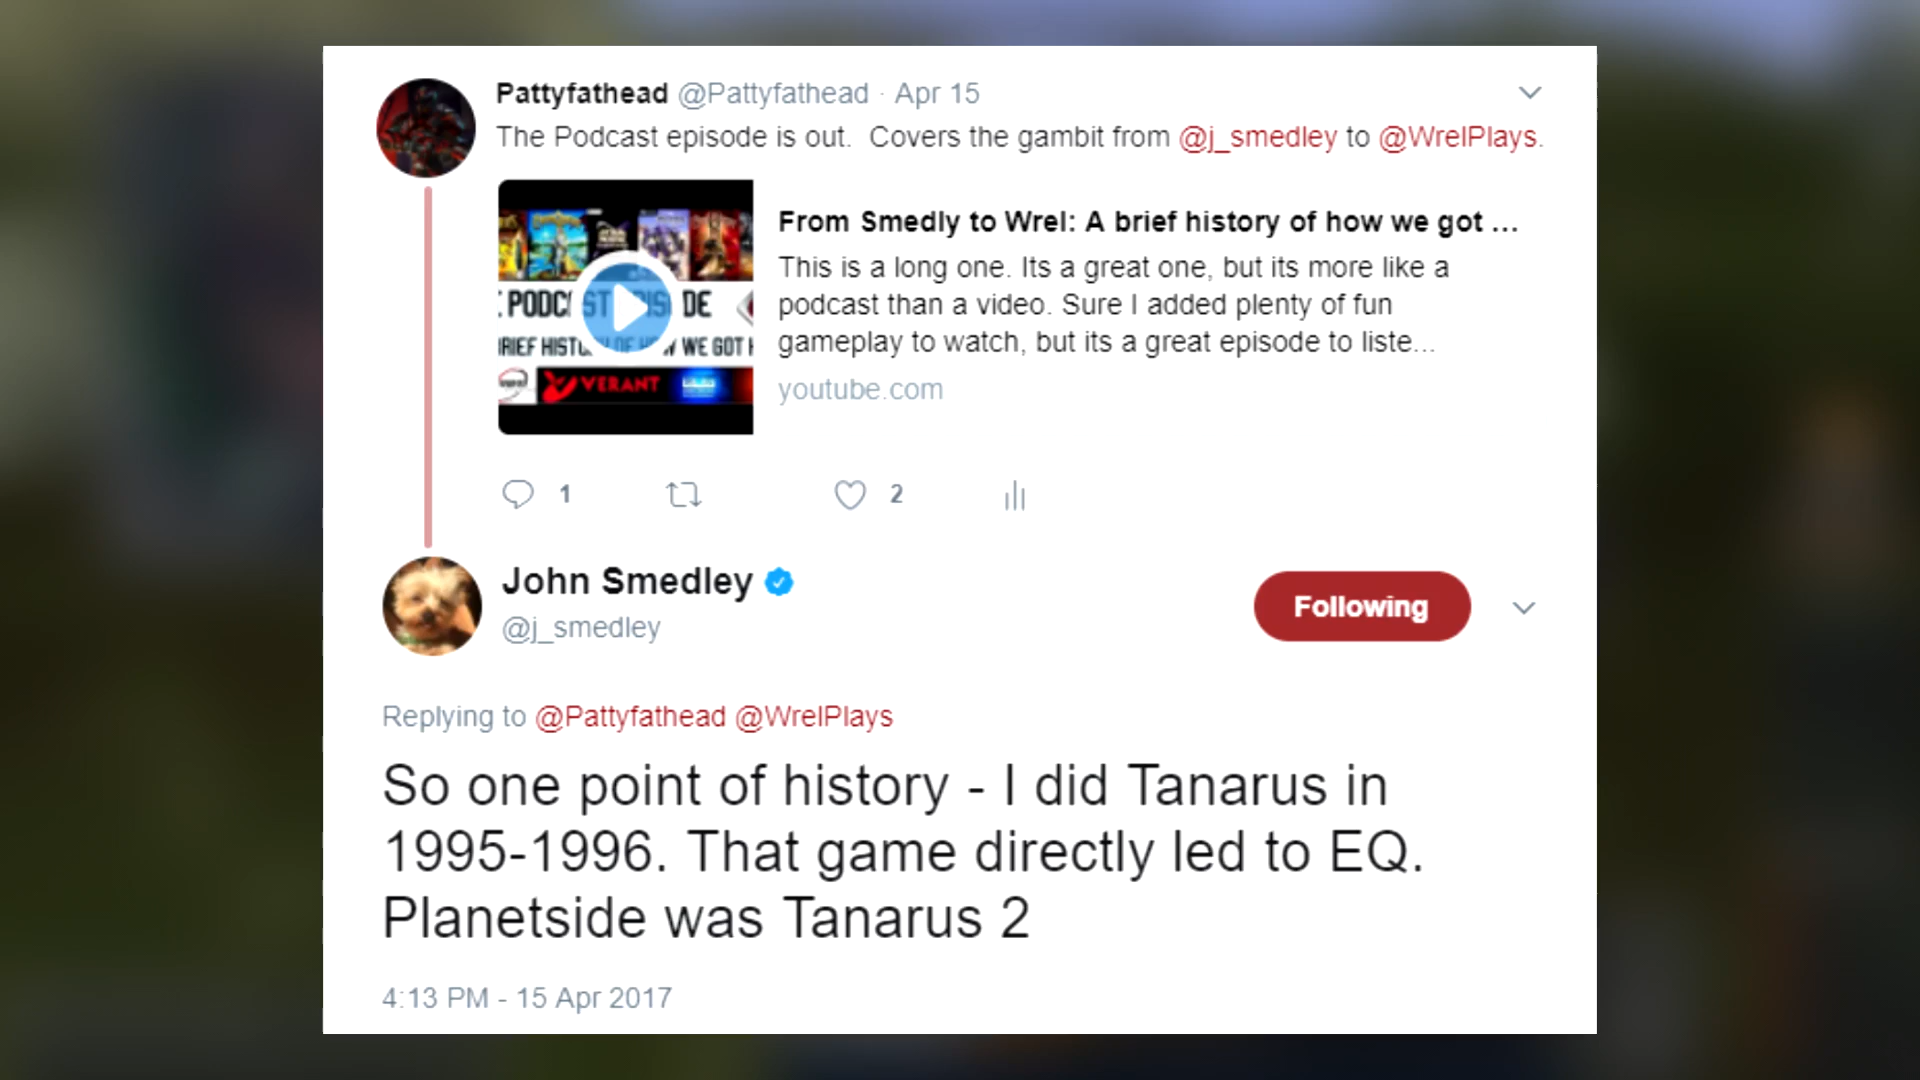 Pattyfathead @Pattyfathead · Apr 15
The Podcast episode is out.  Covers the gambit from @j_smedley to @WrelPlays.
From Smedly to Wrel: A brief history of how we got ...
This is a long one. Its a great one, but its more like a
podcast than a video. Sure I added plenty of fun
gameplay to watch, but its a great episode to liste...
youtube.com
WE GOT
VERANT
1
2
John Smedley
@j_smedley
Following
Replying to @Pattyfathead @WrelPlays
So one point of history - I did Tanarus in
1995-1996. That game directly led to EQ.
Planetside was Tanarus 2
4:13 PM - 15 Apr 2017